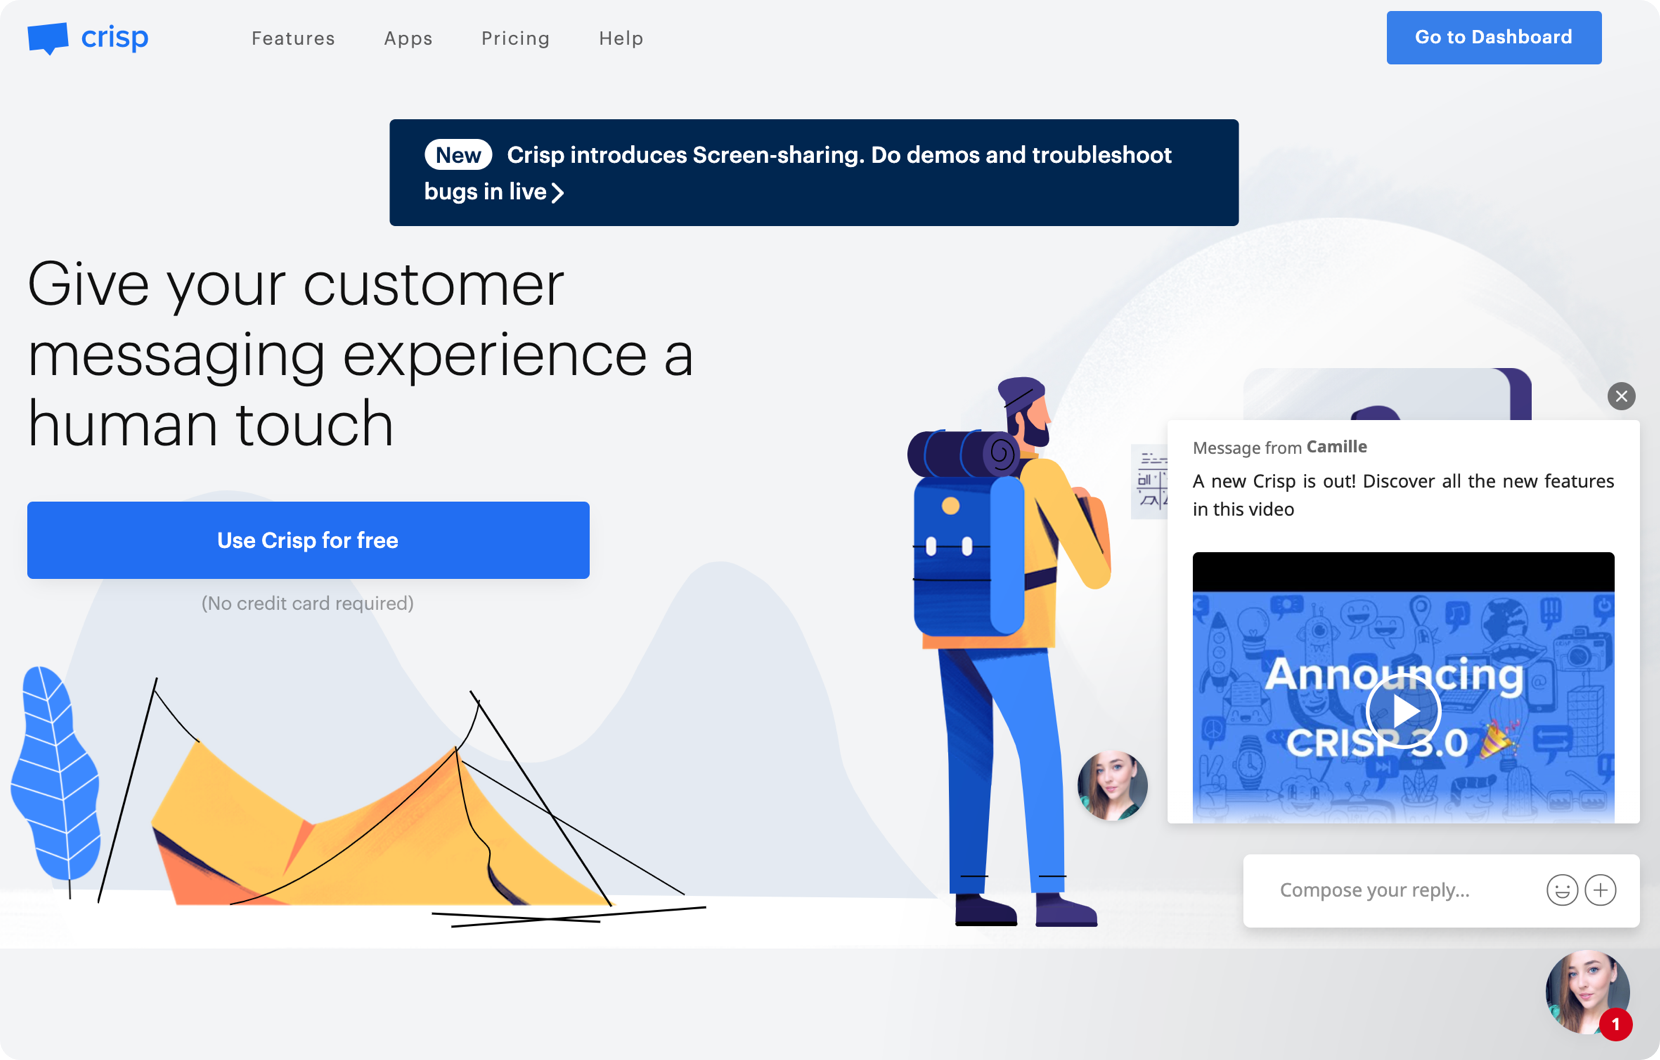 crisp
Features
Apps
Pricing
Help
Go to Dashboard
New Crisp introduces Screen-sharing. Do demos and troubleshoot
bugs in live
Give your customer
messaging experience a
human touch
Use Crisp for free
(No credit card required)
Message from Camille
A new Crisp is out! Discover all the new features
in this video
Announcing
CRISP 3.0 🎉
Compose your reply...
1